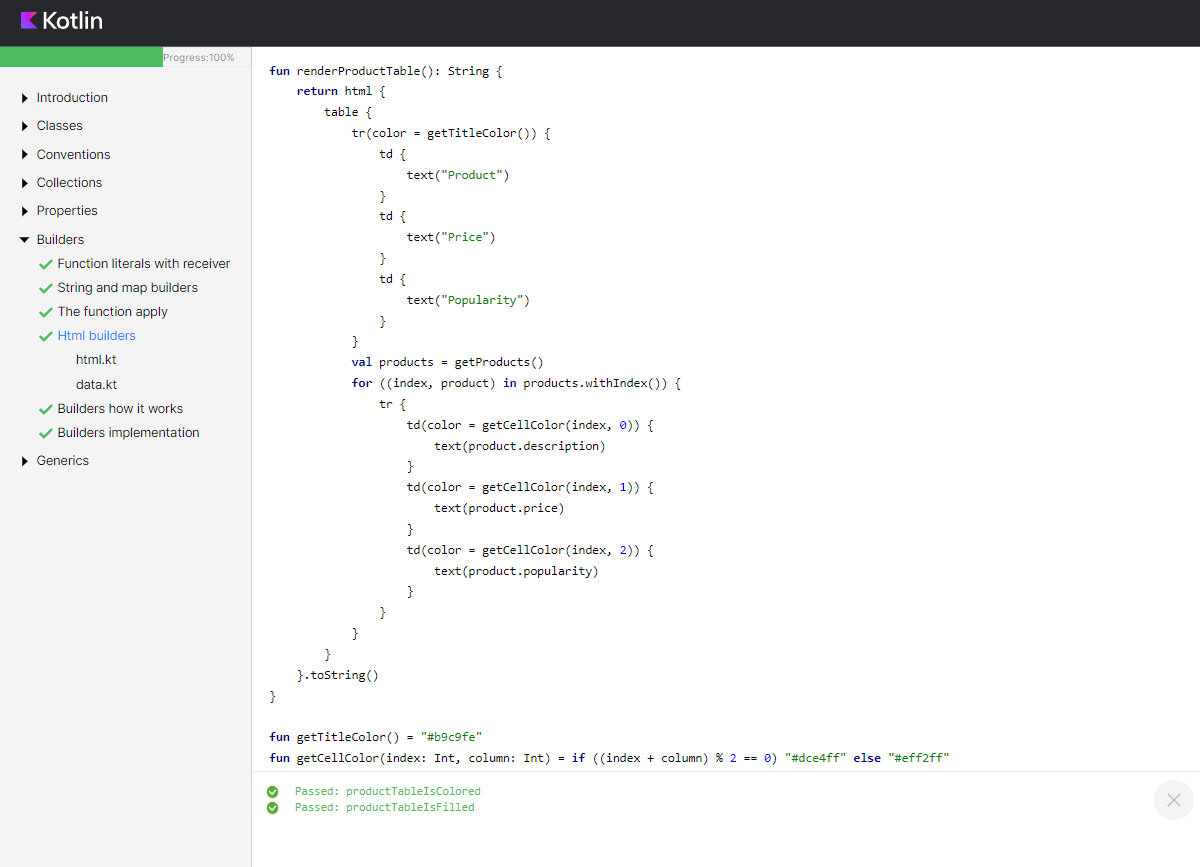 Kotlin
Progress:100%
Introduction
Classes
Conventions
Collections
Properties
Builders
Function literals with receiver
String and map builders
The function apply
Html builders
html.kt
data.kt
Builders how it works
Builders implementation
Generics
fun renderProductTable(): String {
    return html {
        table {
            tr(color = getTitleColor()) {
                td {
                    text("Product")
                }
                td {
                    text("Price")
                }
                td {
                    text("Popularity")
                }
            }
            val products = getProducts()
            for ((index, product) in products.withIndex()) {
                tr {
                    td(color = getCellColor(index, 0)) {
                        text(product.description)
                    }
                    td(color = getCellColor(index, 1)) {
                        text(product.price)
                    }
                    td(color = getCellColor(index, 2)) {
                        text(product.popularity)
                    }
                }
            }
        }
    }.toString()
}
fun getTitleColor() = "#b9c9fe"
fun getCellColor(index: Int, column: Int) = if ((index + column) % 2 == 0) "#dce4ff" else "#eff2ff"
Passed: productTableIsColored
Passed: productTableIsFilled